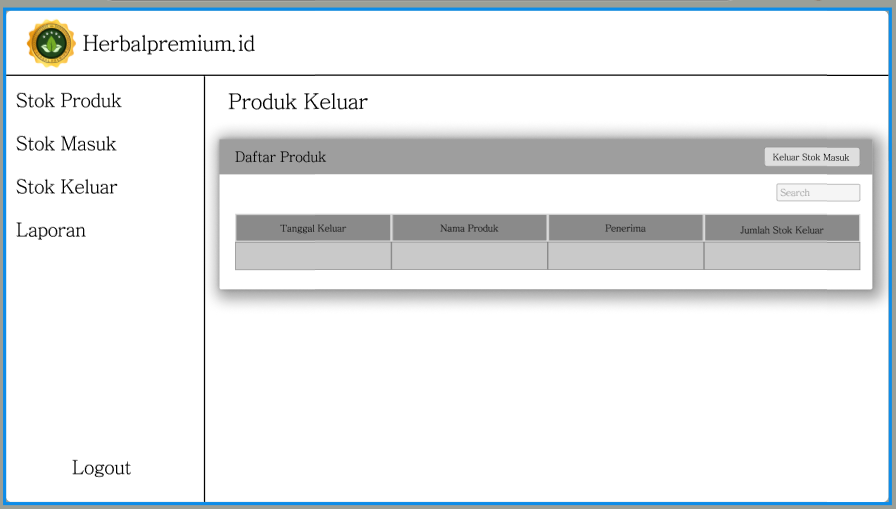 Herbalpremium.id
Stok Produk
Stok Masuk
Stok Keluar
Laporan
Logout
Produk Keluar
Daftar Produk
Keluar Stok Masuk
Search
Tanggal Keluar
Nama Produk
Penerima
Jumlah Stok Keluar